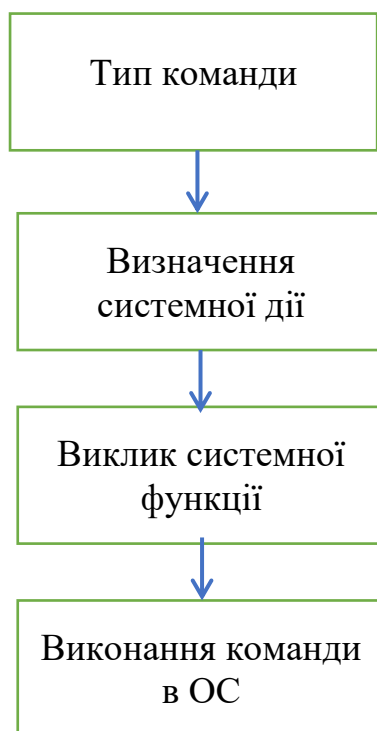 Тип команди
Визначення
системної дії
Виклик системної
функції
Виконання команди
в ОС